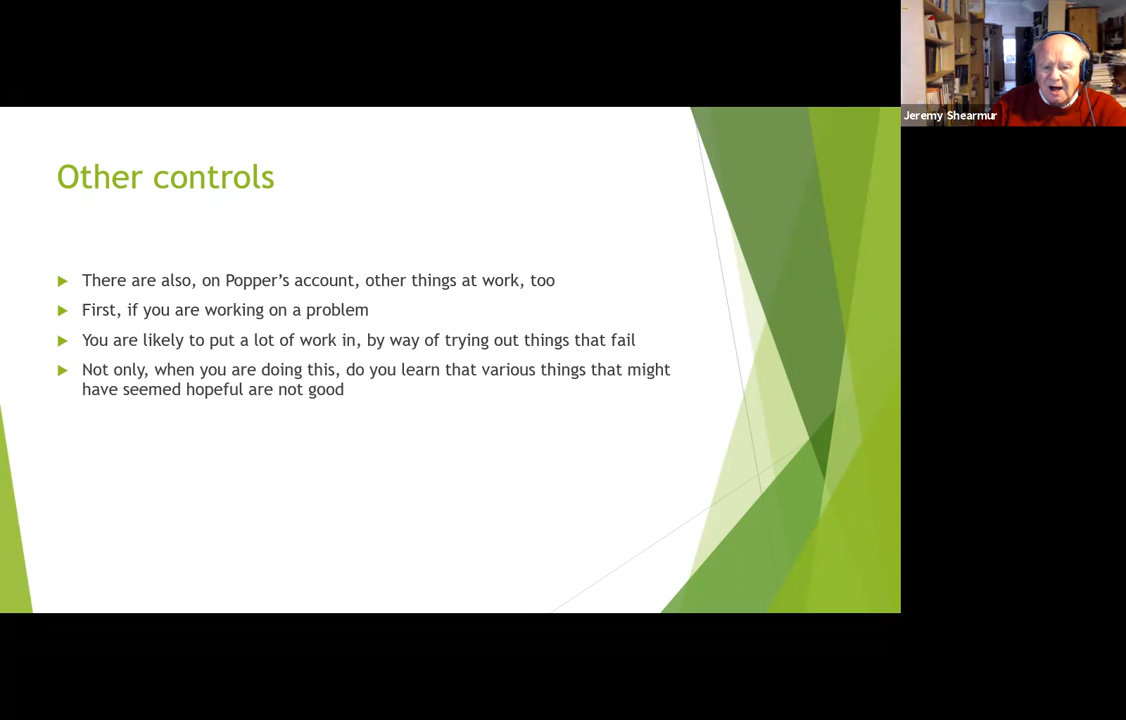 Jeremy Shearmur
Other controls
There are also, on Popper’s account, other things at work, too
First, if you are working on a problem
You are likely to put a lot of work in, by way of trying out things that fail
Not only, when you are doing this, do you learn that various things that might
have seemed hopeful are not good